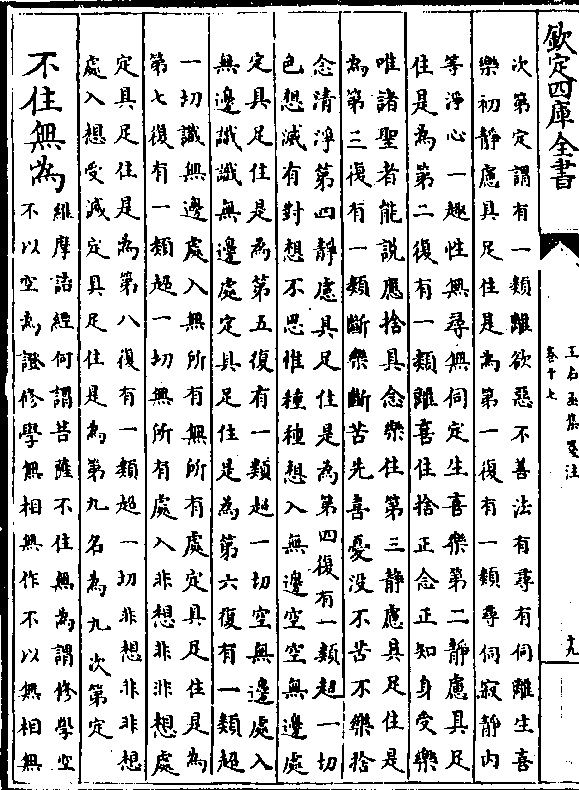 欽定四庫全書
王右丞集箋注
卷十七
十九
次第定謂有一類離欲惡不善法有尋有伺離生喜
樂初靜慮具足住是為第一復有一類尋伺寂靜內
等淨心一趣性無尋無伺定生喜樂第二靜慮具足
住是為第二復有一類離喜住捨正念正知身受樂
唯諸聖者能説應捨具念樂住第三靜慮具足住是
為第三復有一類斷樂斷苦先喜憂没不苦不樂捨
念清淨第四靜慮具足住是為第四復有一類超一切
色想滅有對想不思惟種種想入無邊空空無邊處
定具足住是為第五復有一類超一切空無邊處入
無邊識識無邊處定具足住是為第六復有一類超
一切識無邊處入無所有無所有處定具足住是為
第七復有一類超一切無所有處入非想非非想處
定具足住是為第八復有一類超一切非想非非想
處入想受滅定具足住是為第九名為九次第定
不住無為
維摩詰經何謂菩薩不住無為謂修學空
不以空為證修學無相無作不以無相無